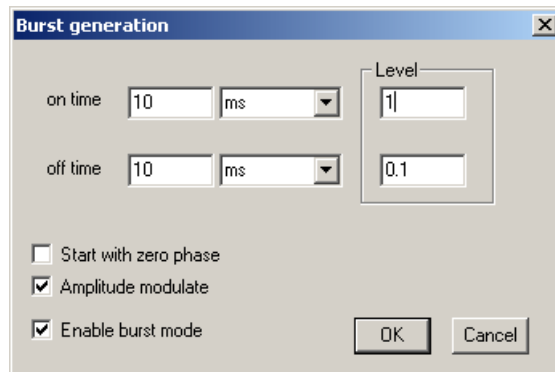 Burst generation
Level
on time 10 ms 1
off time 10 ms 0.1
Start with zero phase
Amplitude modulate
Enable burst mode
OK Cancel